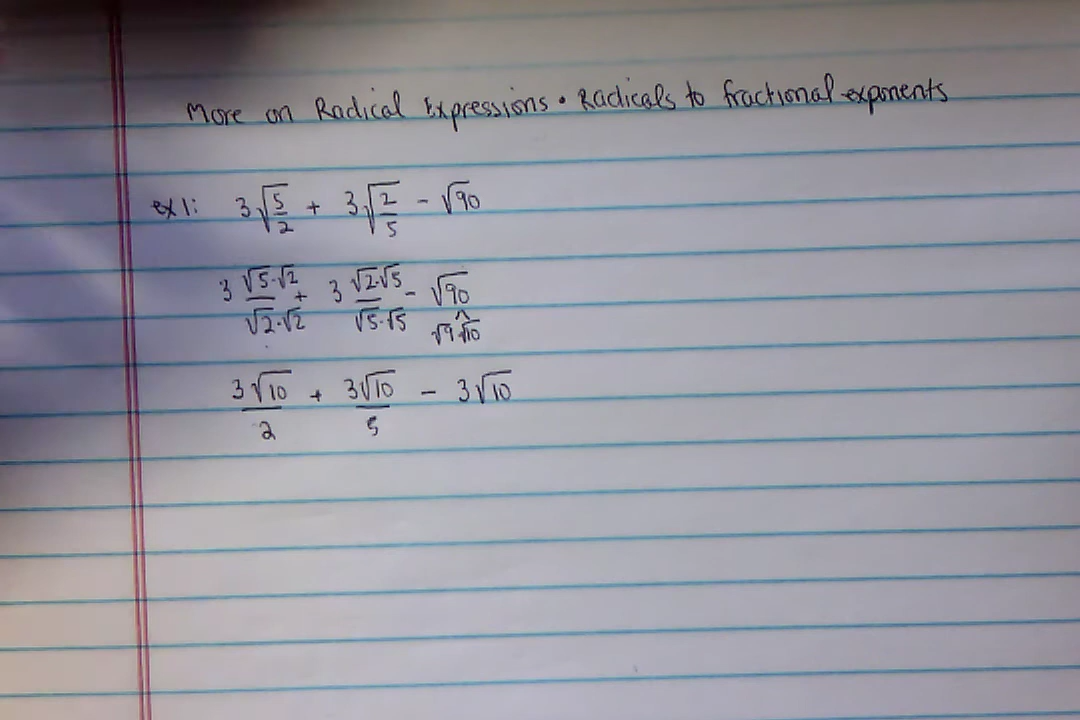 More on Radical Expressions • Radicals to fractional exponents
ex 1: 3√(5/2) + 3√(2/5) - √90
3 (√5·√2)/(√2·√2) + 3 (√2·√5)/(√5·√5) - √90
√9 √10
3√10/2 + 3√10/5 - 3√10